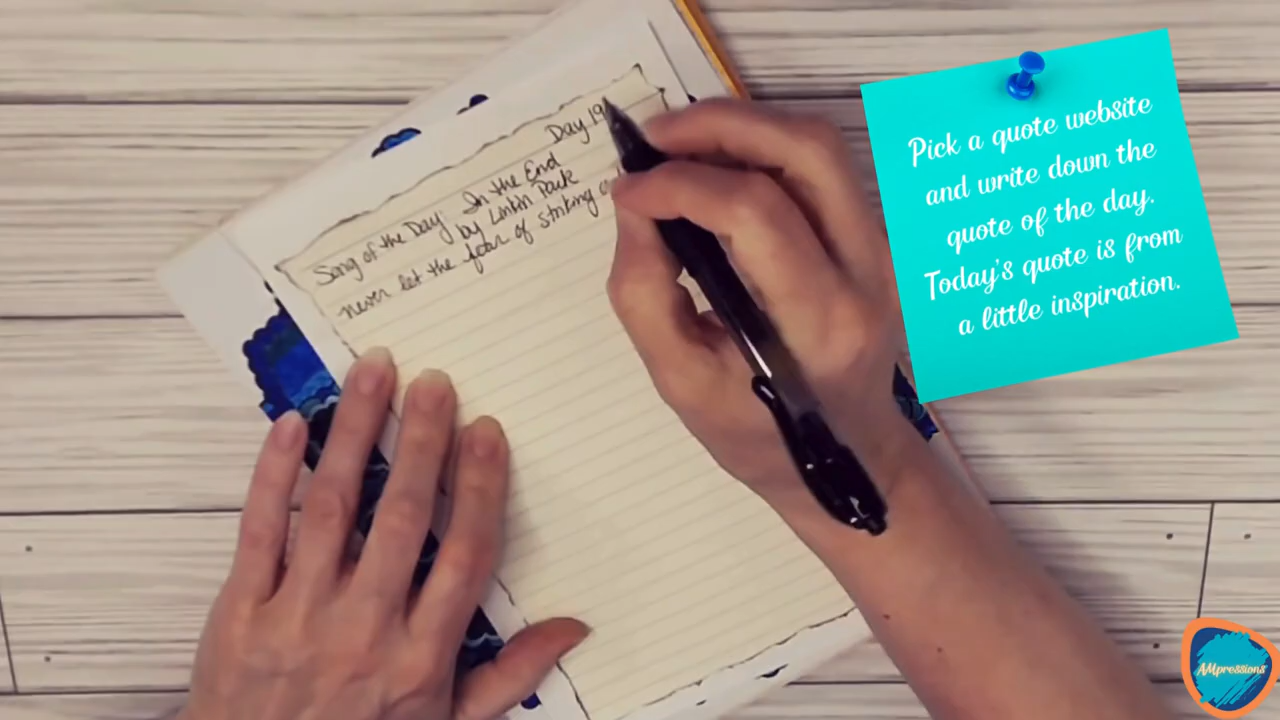 Day 19
Song of the Day: In the End
by Linkin Park
never let the fear of striking
Pick a quote website
and write down the
quote of the day.
Today's quote is from
a little inspiration.
AMpressions